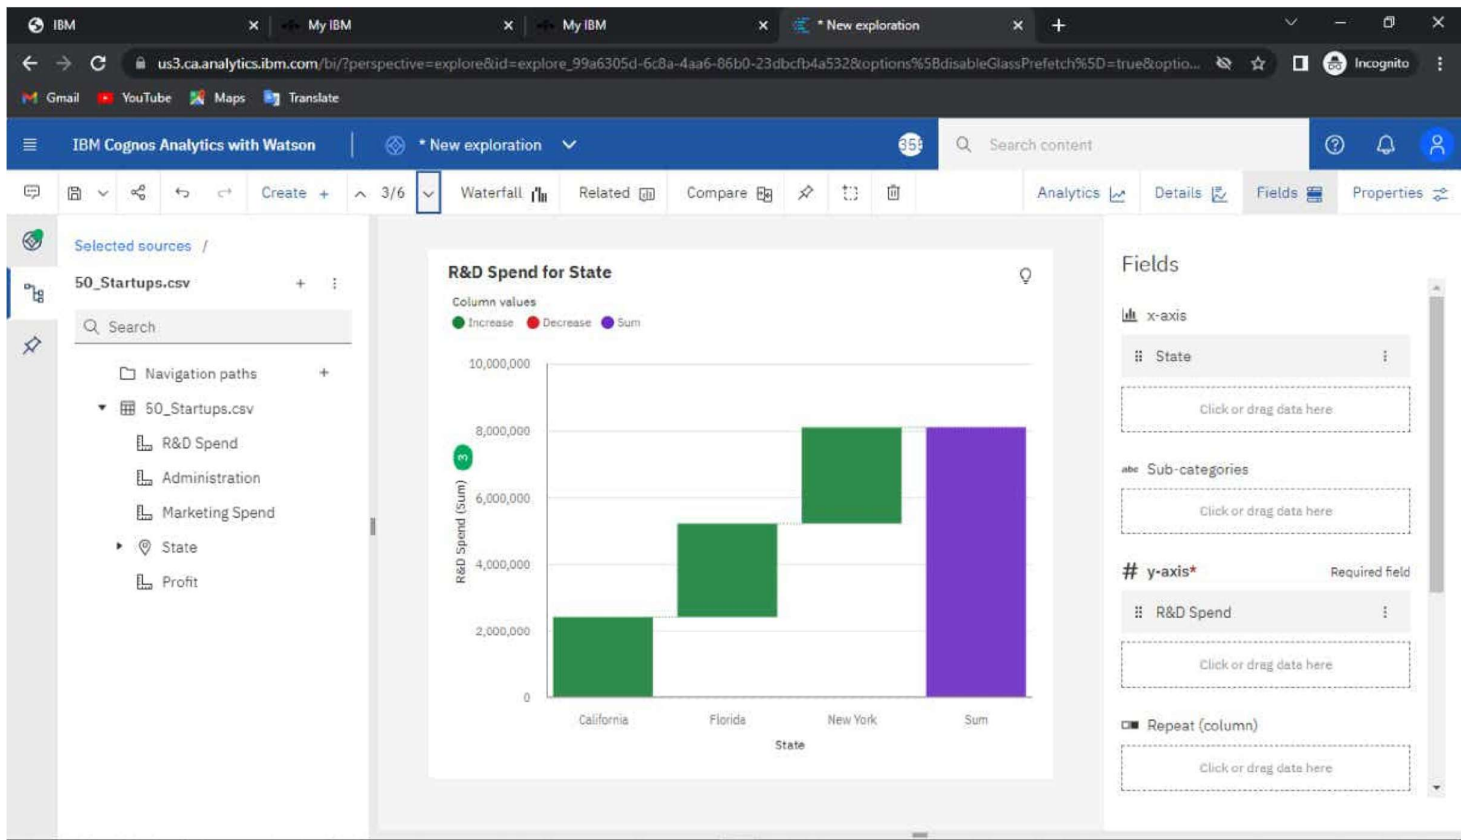 IBM My IBM My IBM * New exploration
us3.ca.analytics.ibm.com/bi/?perspective=explore&id=explore_99a6305d-6c8a-4aa6-86b0-23dbcfb4a532&options%5BdisableGlassPrefetch%5D=true&optio... Incognito
Gmail YouTube Maps Translate
IBM Cognos Analytics with Watson * New exploration Search content
Create + 3/6 Waterfall Related Compare Analytics Details Fields Properties
Selected sources /
50_Startups.csv
Search
Navigation paths
50_Startups.csv
R&D Spend
Administration
Marketing Spend
State
Profit
R&D Spend for State
Column values
Increase Decrease Sum
10,000,000
8,000,000
6,000,000
4,000,000
2,000,000
0
R&D Spend (Sum) 3
California Florida New York Sum
State
Fields
x-axis
State
Click or drag data here
abc Sub-categories
Click or drag data here
# y-axis* Required field
R&D Spend
Click or drag data here
Repeat (column)
Click or drag data here